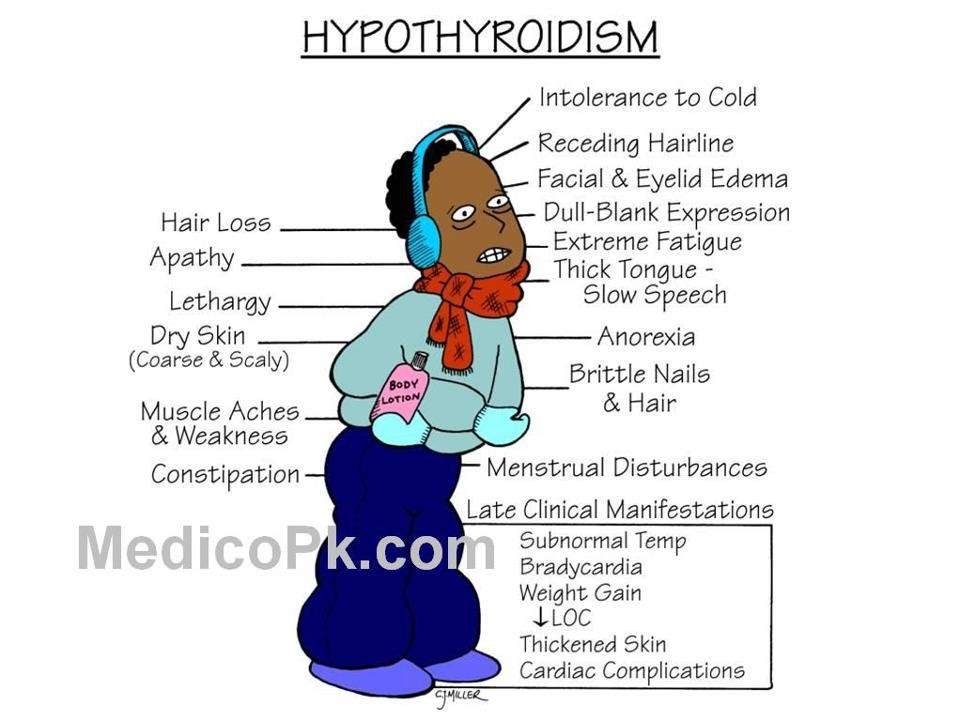 HYPOTHYROIDISM
Intolerance to Cold
Receding Hairline
Facial & Eyelid Edema
Dull-Blank Expression
Extreme Fatigue
Thick Tongue -
Slow Speech
Anorexia
Brittle Nails
& Hair
Menstrual Disturbances
Hair Loss
Apathy
Lethargy
Dry Skin
(Coarse & Scaly)
Muscle Aches
& Weakness
Constipation
BODY
LOTION
Late Clinical Manifestations
Subnormal Temp
Bradycardia
Weight Gain
↓LOC
Thickened Skin
Cardiac Complications
MedicoPk.com
CJMILLER